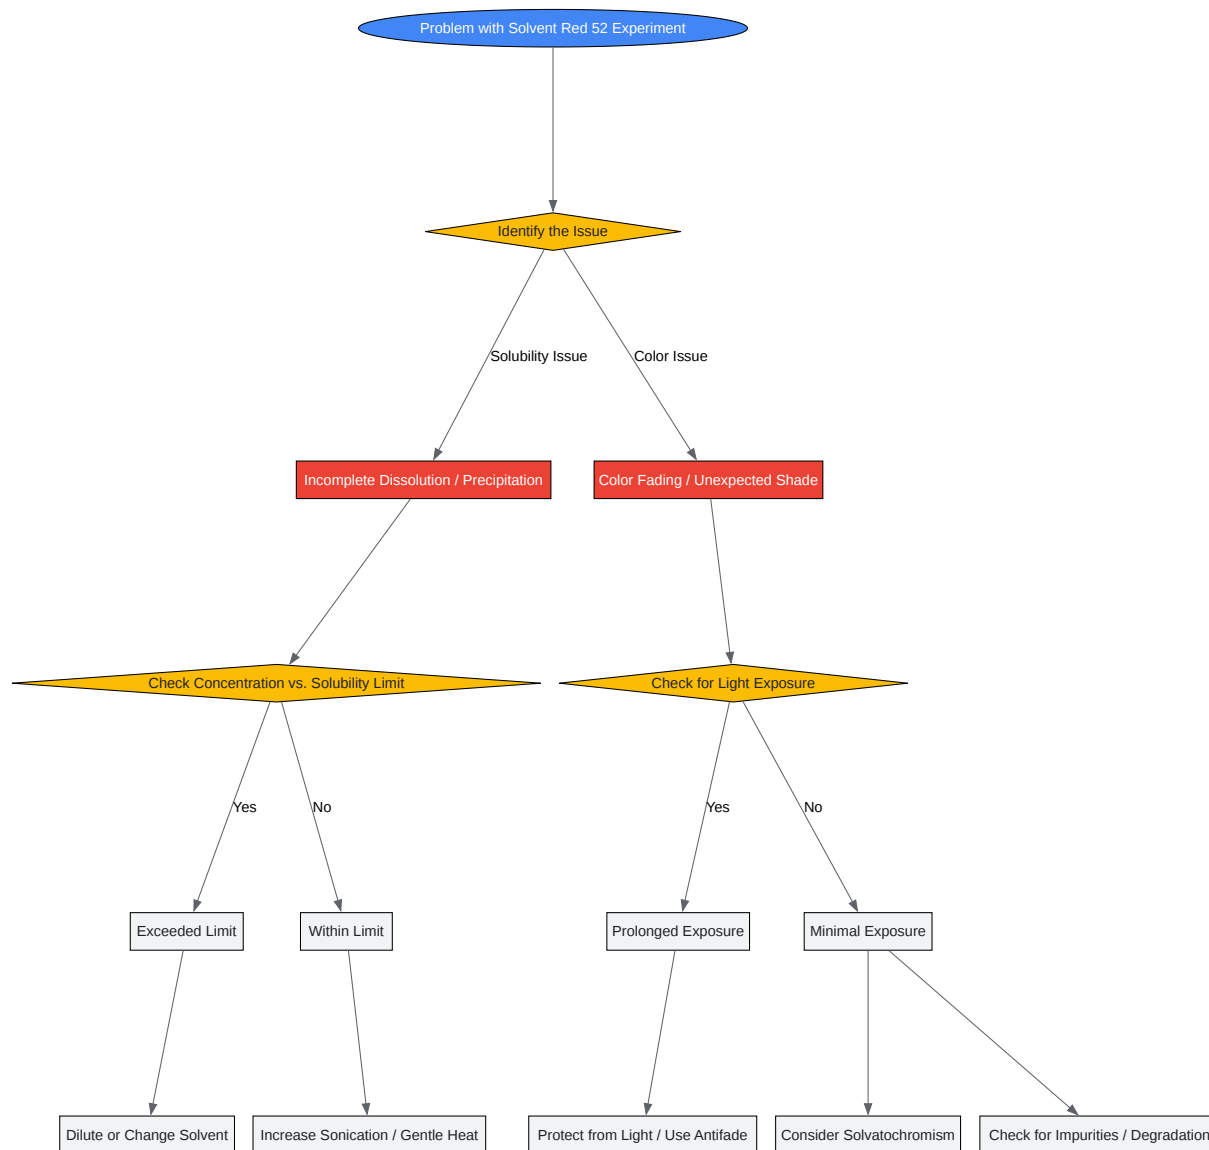 Problem with Solvent Red 52 Experiment
Identify the Issue
Solubility Issue
Color Issue
Incomplete Dissolution / Precipitation
Color Fading / Unexpected Shade
Check Concentration vs. Solubility Limit
Check for Light Exposure
Yes
No
Yes
No
Exceeded Limit
Within Limit
Prolonged Exposure
Minimal Exposure
Dilute or Change Solvent
Increase Sonication / Gentle Heat
Protect from Light / Use Antifade
Consider Solvatochromism
Check for Impurities / Degradation